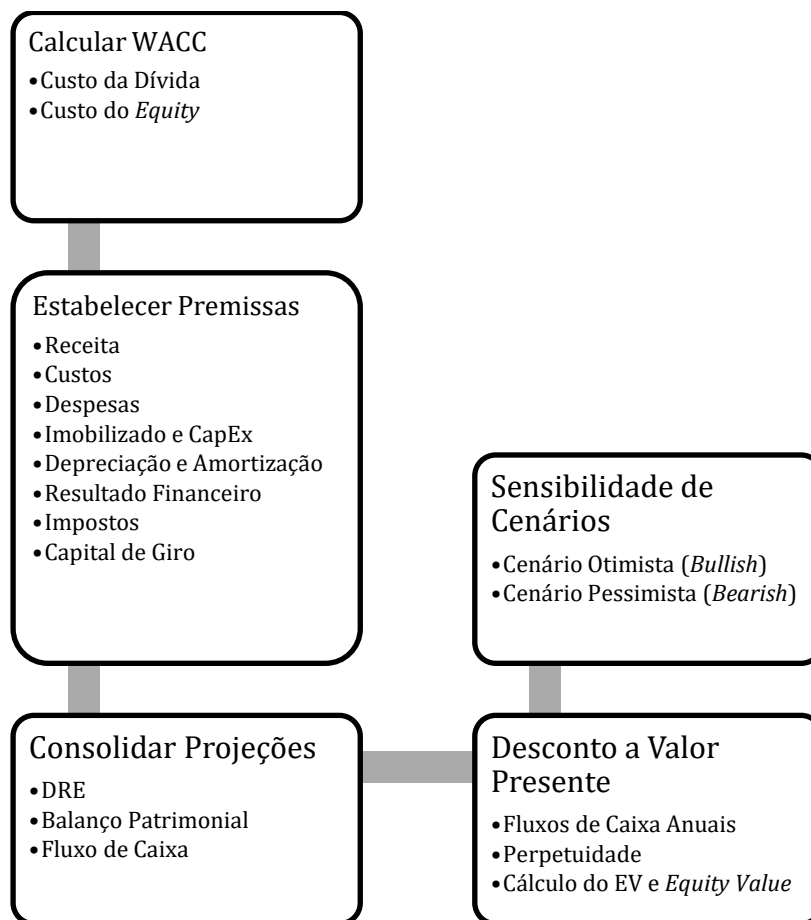 Calcular WACC
•Custo da Dívida
•Custo do Equity
Estabelecer Premissas
•Receita
•Custos
•Despesas
•Imobilizado e CapEx
•Depreciação e Amortização
•Resultado Financeiro
•Impostos
•Capital de Giro
Consolidar Projeções
•DRE
•Balanço Patrimonial
•Fluxo de Caixa
Desconto a Valor
Presente
•Fluxos de Caixa Anuais
•Perpetuidade
•Cálculo do EV e Equity Value
Sensibilidade de
Cenários
•Cenário Otimista (Bullish)
•Cenário Pessimista (Bearish)